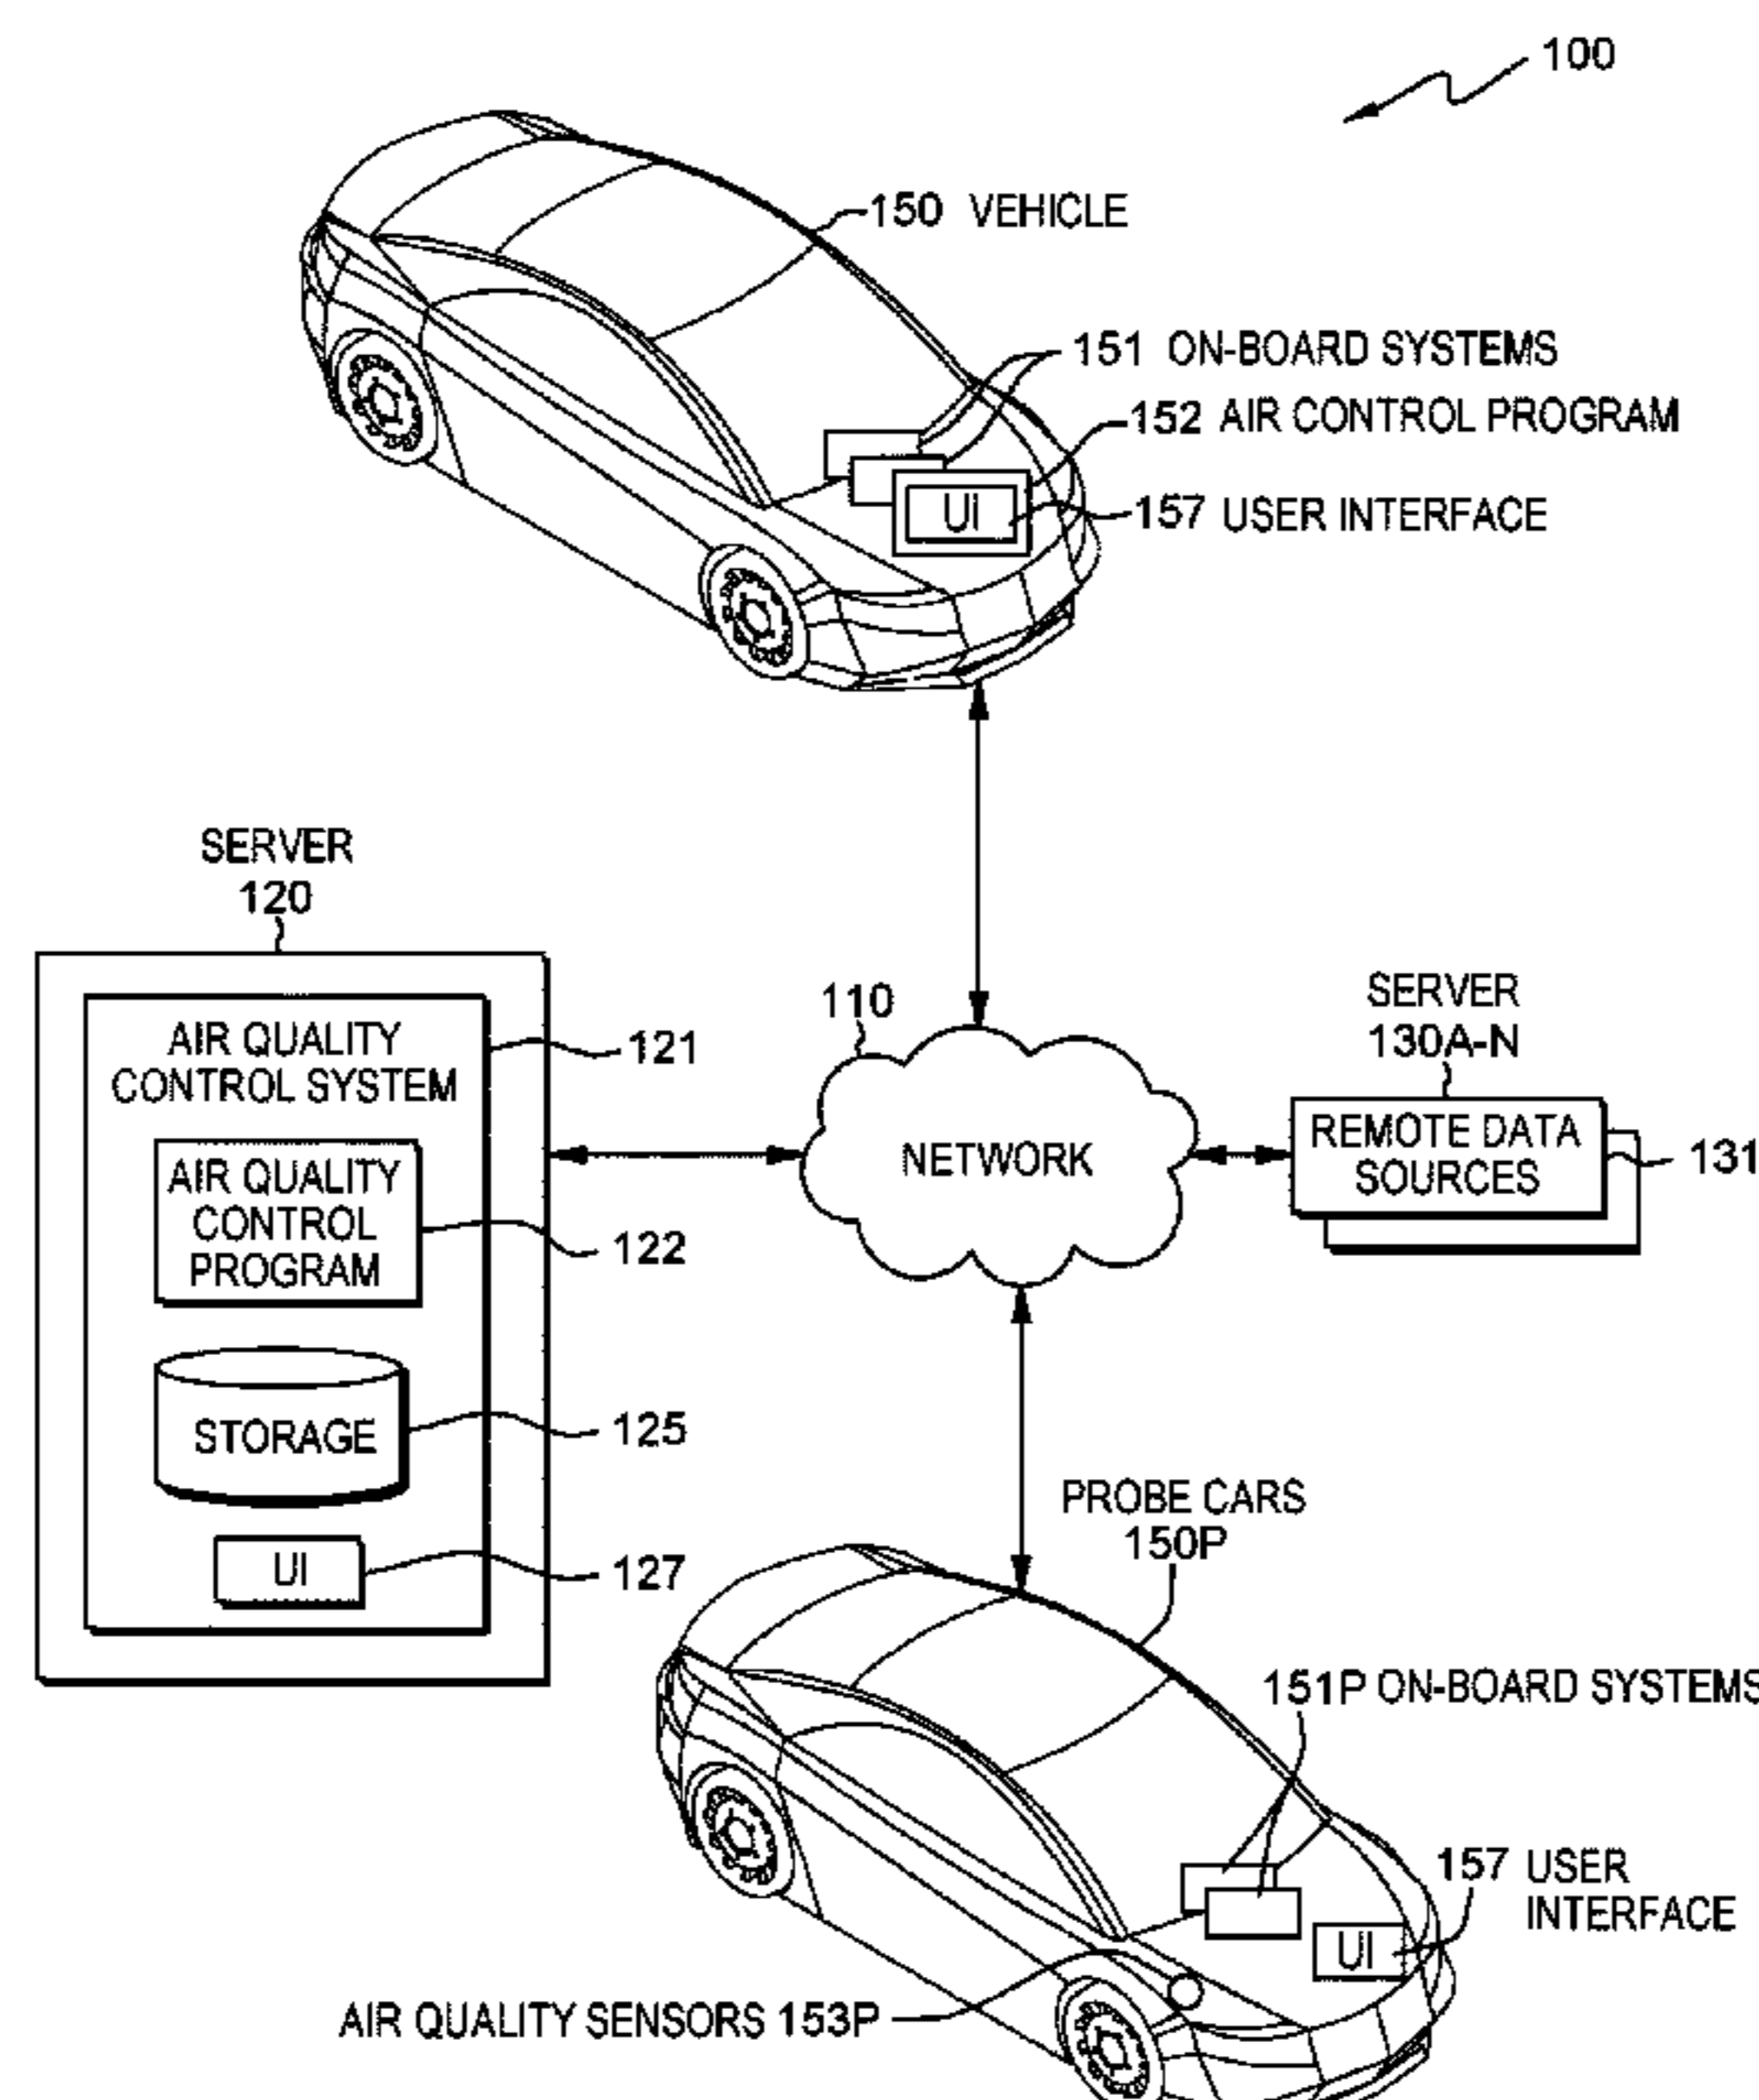 100
150 VEHICLE
151 ON-BOARD SYSTEMS
152 AIR CONTROL PROGRAM
UI
157 USER INTERFACE
SERVER
120
AIR QUALITY
CONTROL SYSTEM
121
AIR QUALITY
CONTROL
PROGRAM
122
STORAGE
125
UI
127
110
NETWORK
SERVER
130A-N
REMOTE DATA
SOURCES
131
PROBE CARS
150P
151P ON-BOARD SYSTEMS
157 USER
INTERFACE
UI
AIR QUALITY SENSORS 153P